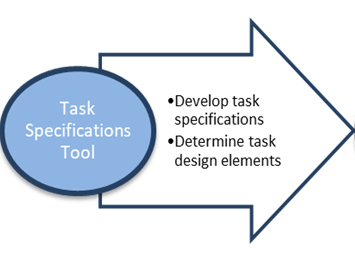 Task
Specifications
Tool
•Develop task
specifications
•Determine task
design elements